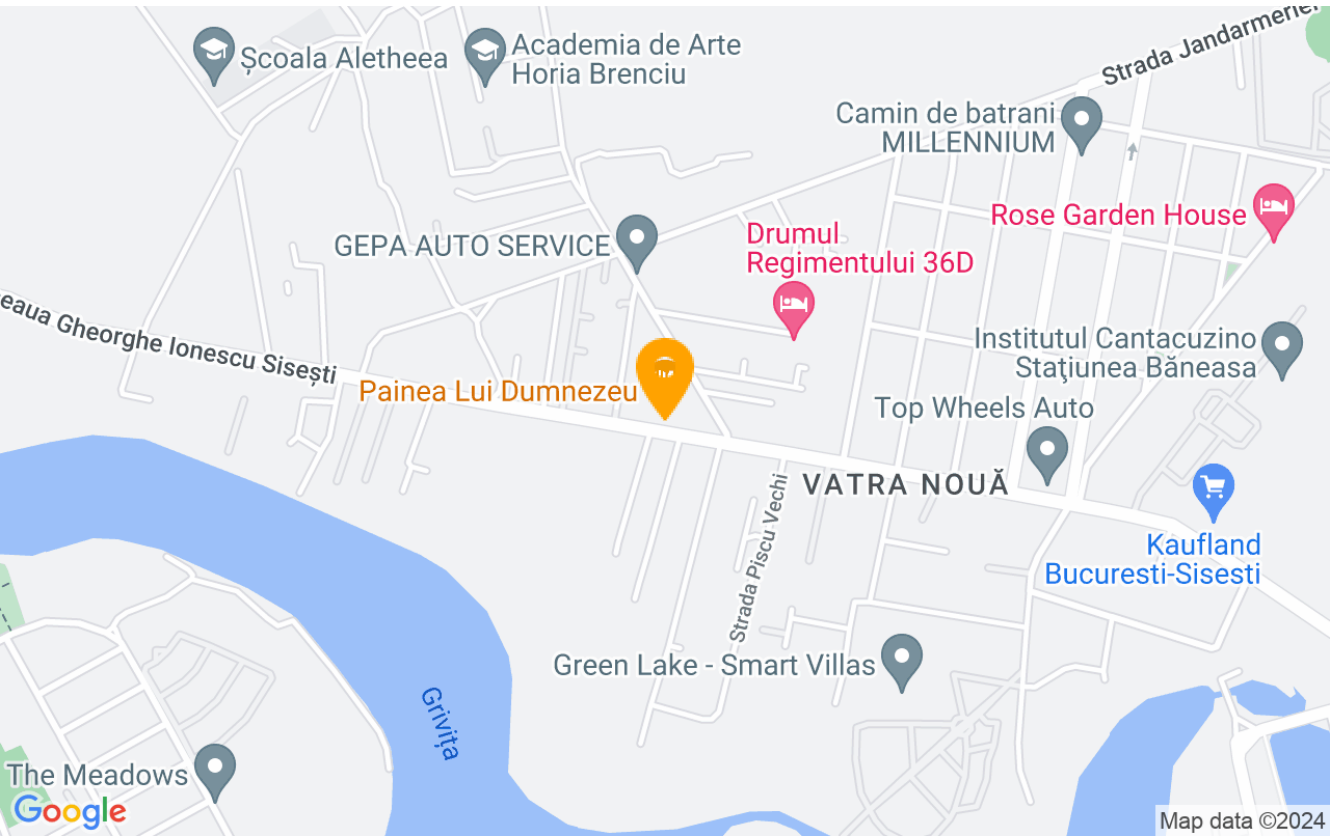 Strada Jandarmeriei
Școala Aletheea
Academia de Arte
Horia Brenciu
Camin de batrani
MILLENNIUM
Rose Garden House
GEPA AUTO SERVICE
Drumul
Regimentului 36D
eaua Gheorghe Ionescu Sisești
Institutul Cantacuzino
Staţiunea Băneasa
Painea Lui Dumnezeu
Top Wheels Auto
VATRA NOUĂ
Strada Piscu Vechi
Kaufland
Bucuresti-Sisesti
Green Lake - Smart Villas
Grivița
The Meadows
Google
Map data ©2024